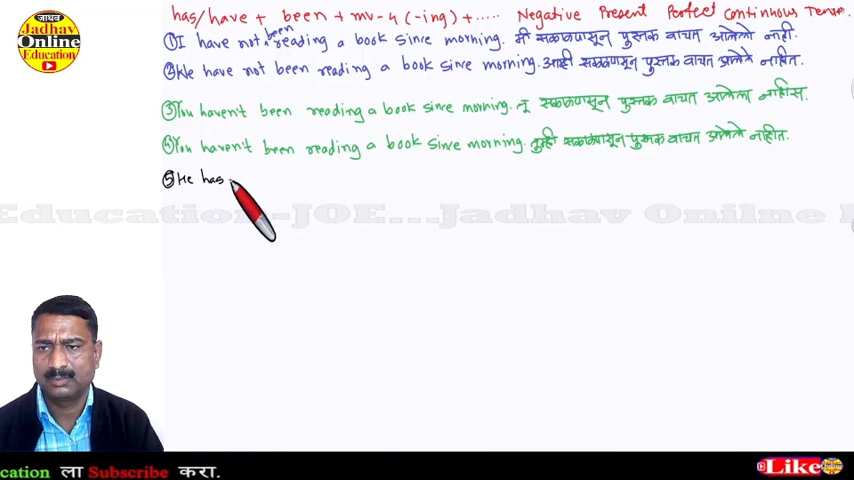 जाधव
Jadhav
Online
Education
has/have + been + mv-4 (-ing) + ..... Negative Present Perfect Continuous Tense.
① I have not been reading a book since morning. मी सकाळपासून पुस्तक वाचत आलेलो नाही.
② We have not been reading a book since morning. आम्ही सकाळपासून पुस्तक वाचत आलेलो नाहीत.
③ You haven't been reading a book since morning. तू सकाळपासून पुस्तक वाचत आलेला नाहीस.
④ You haven't been reading a book since morning. तुम्ही सकाळपासून पुस्तक वाचत आलेले नाहीत.
⑤ He has
Education-JOE...Jadhav Onilne
cation ला Subscribe करा.
Like